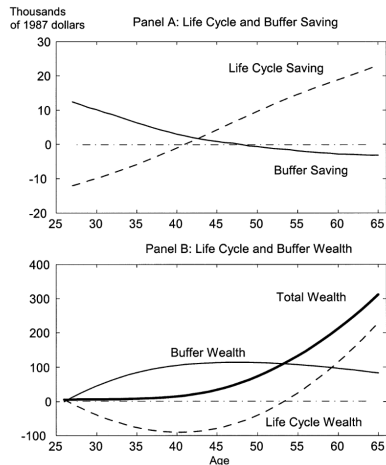 Thousands
of 1987 dollars
Panel A: Life Cycle and Buffer Saving
30
20
10
0
-10
-20
Life Cycle Saving
Buffer Saving
25 30 35 40 45 50 55 60 65
Panel B: Life Cycle and Buffer Wealth
400
300
200
100
0
-100
Total Wealth
Buffer Wealth
Life Cycle Wealth
25 30 35 40 45 50 55 60 65
Age